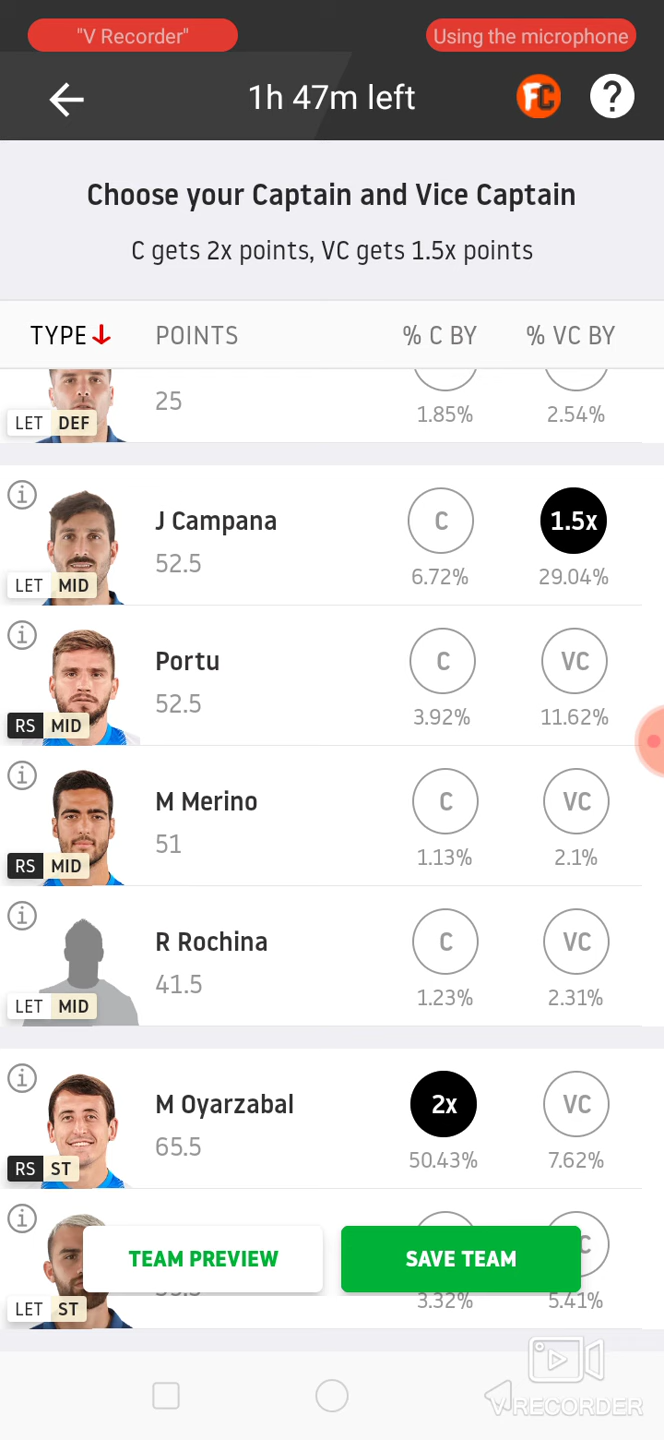 "V Recorder"
Using the microphone
1h 47m left
FC
?
Choose your Captain and Vice Captain
C gets 2x points, VC gets 1.5x points
TYPE POINTS % C BY % VC BY
25
LET DEF
1.85% 2.54%
J Campana
C
1.5x
52.5
LET MID
6.72% 29.04%
Portu
C
VC
52.5
RS MID
3.92% 11.62%
M Merino
C
VC
51
RS MID
1.13% 2.1%
R Rochina
C
VC
41.5
LET MID
1.23% 2.31%
M Oyarzabal
2x
VC
65.5
RS ST
50.43% 7.62%
TEAM PREVIEW
SAVE TEAM
LET ST
3.32% 5.41%
VRECORDER